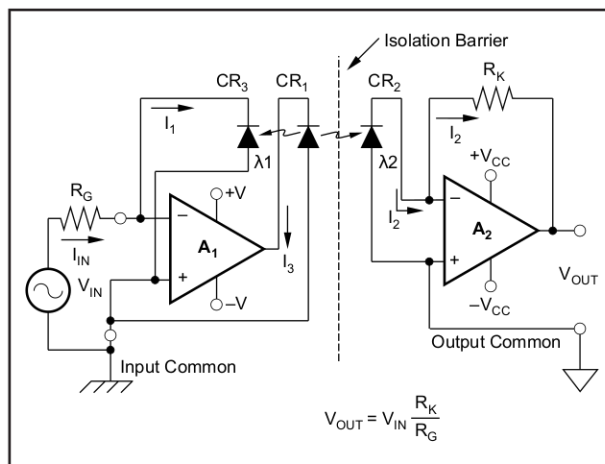 Isolation Barrier
CR3 CR1 CR2 RK
I1 I2
λ1 λ2
+VCC
RG +V
– –
IIN A1 I2 A2
VIN I3
+ +
–V –VCC VOUT
Input Common Output Common
VOUT = VIN RK
RG